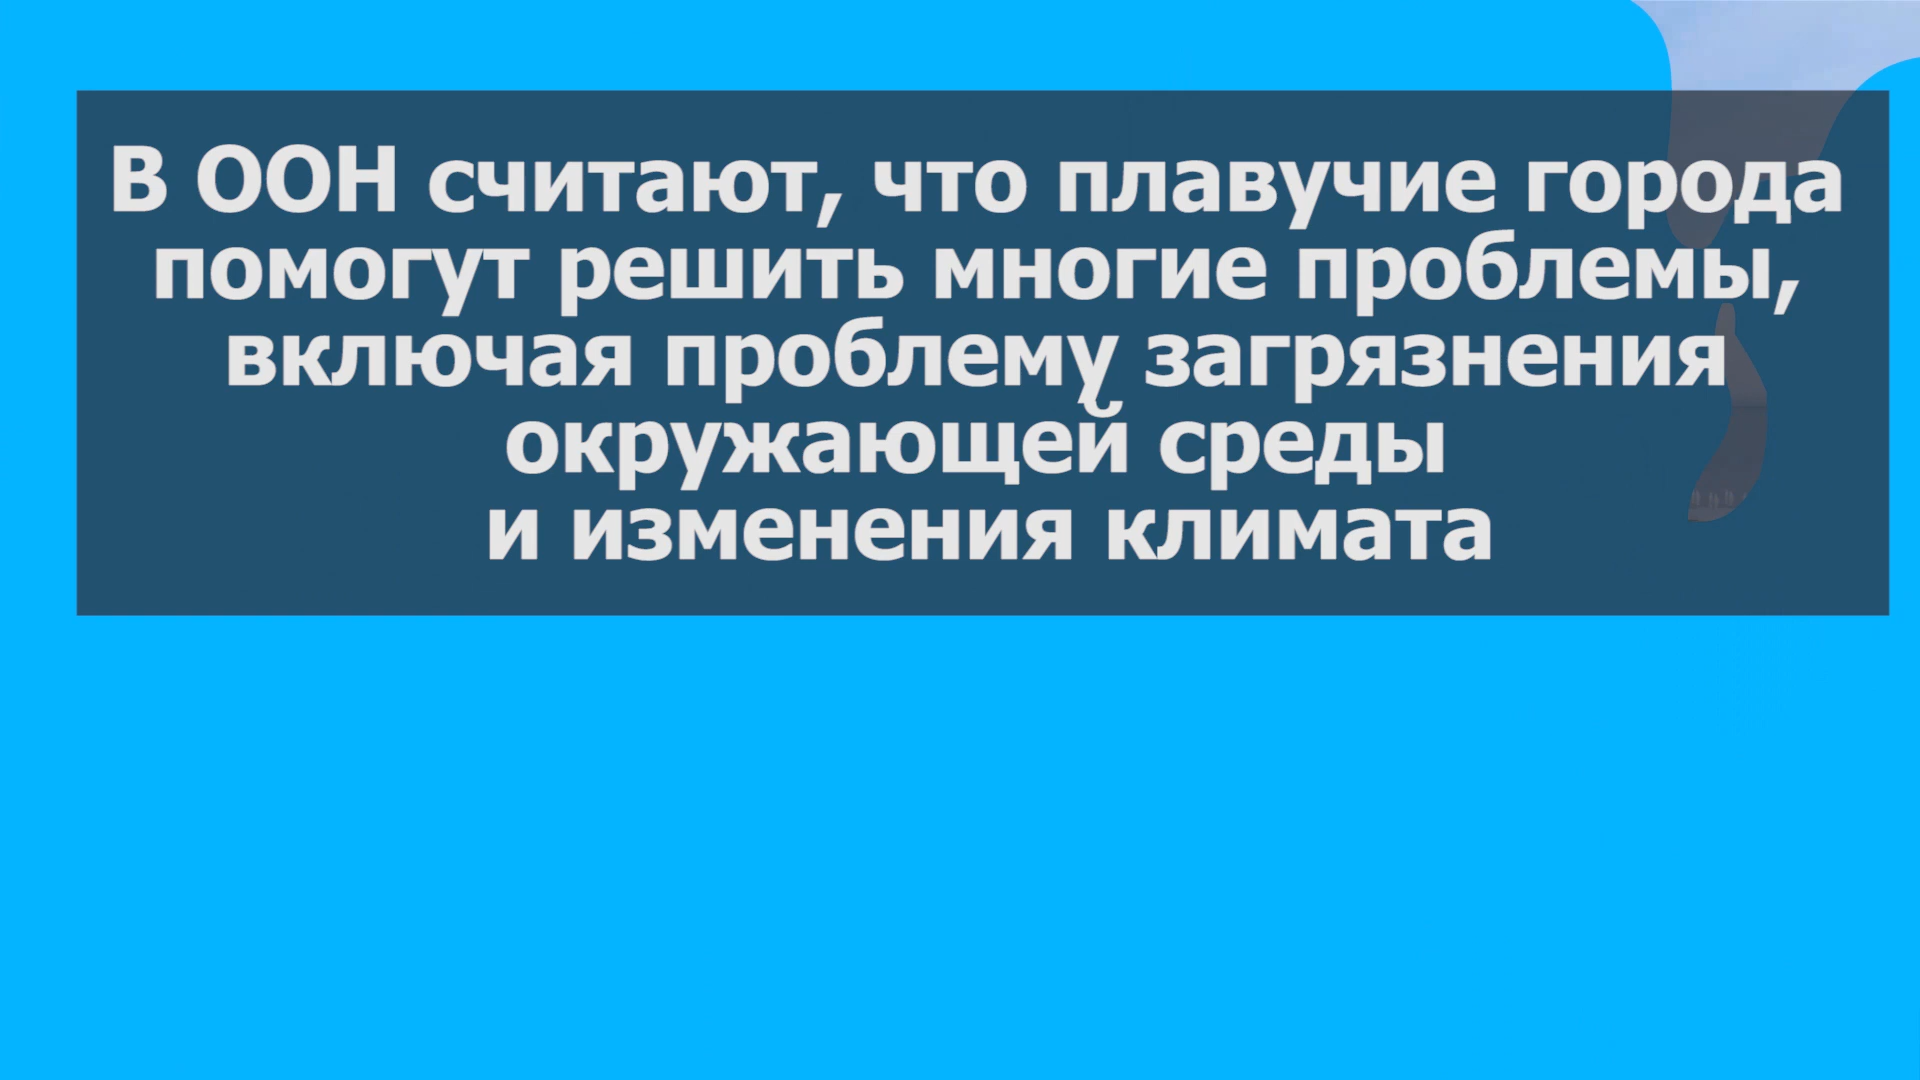 В ООН считают, что плавучие города
помогут решить многие проблемы,
включая проблему загрязнения
окружающей среды
и изменения климата